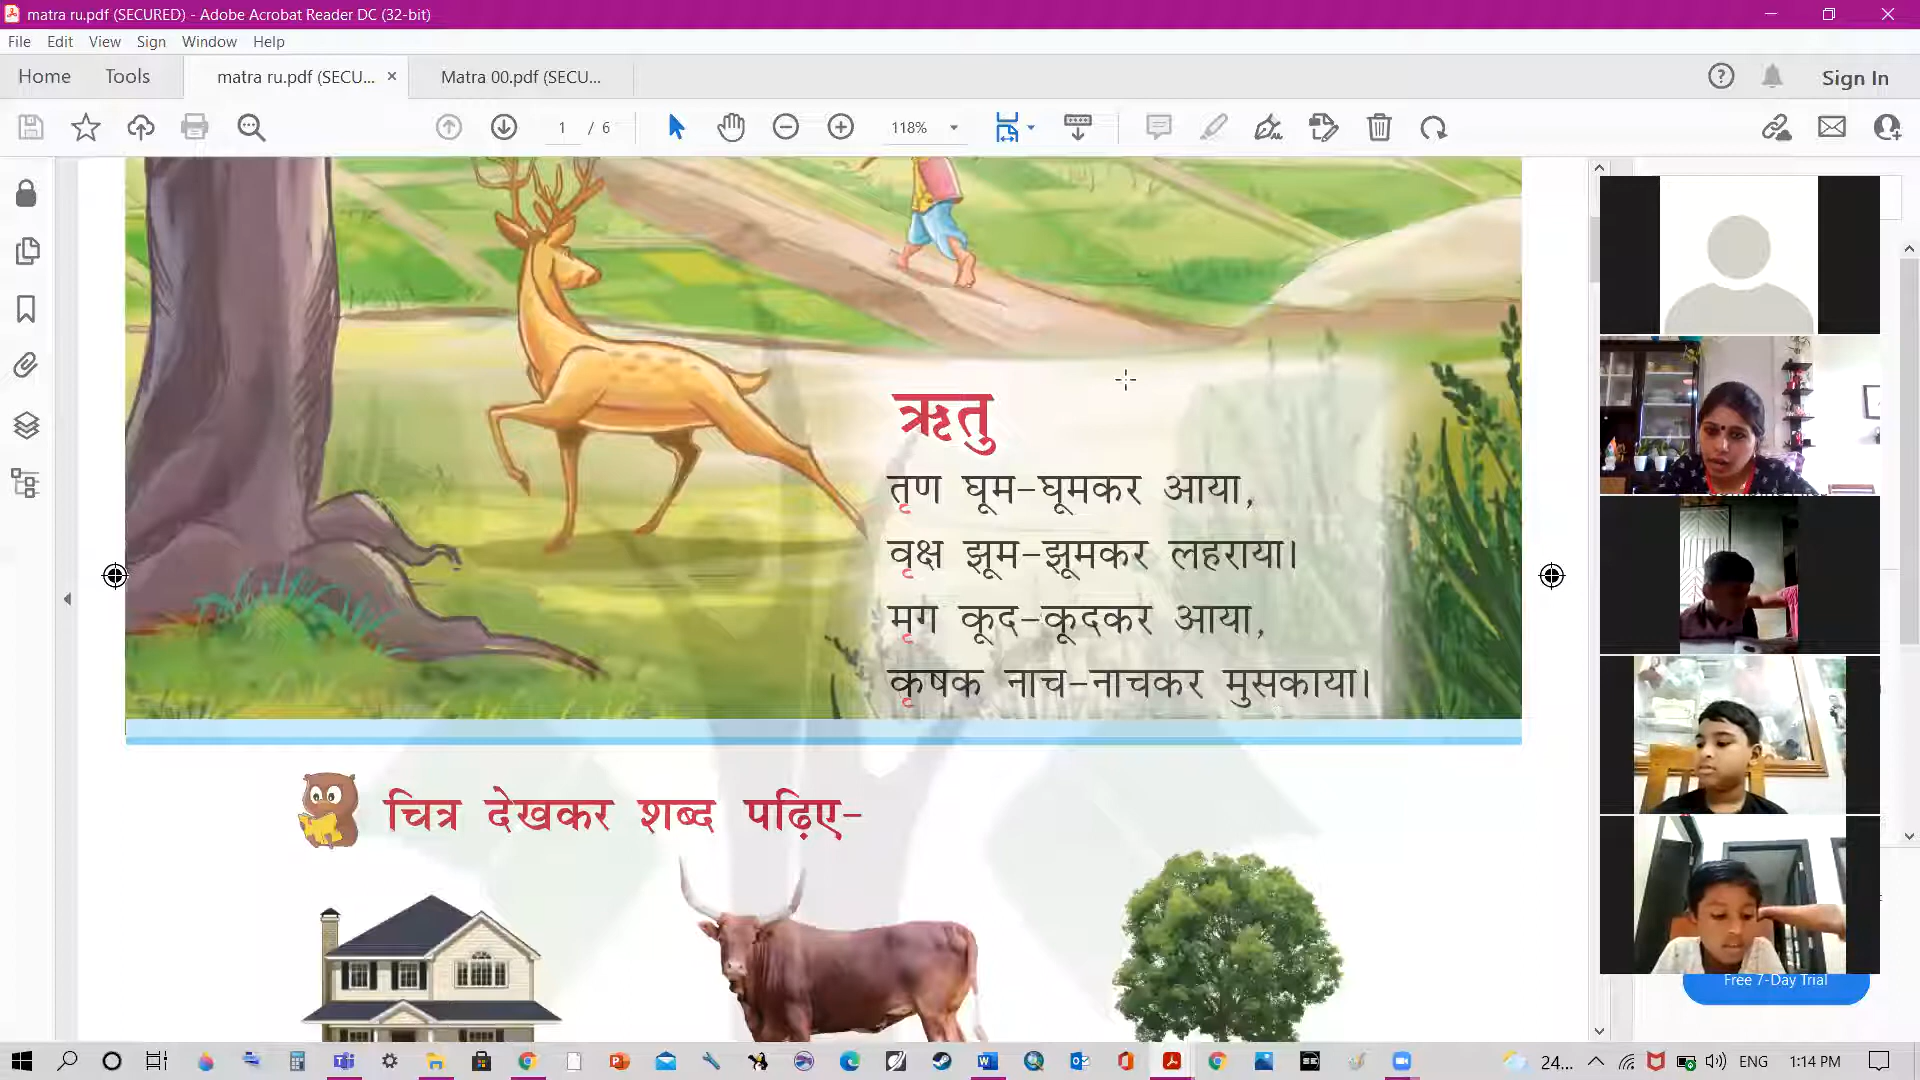 matra ru.pdf (SECURED) - Adobe Acrobat Reader DC (32-bit)
File Edit View Sign Window Help
Home Tools matra ru.pdf (SECU... × Matra 00.pdf (SECU... Sign In
1 / 6 118%
ऋतु
तृण घूम-घूमकर आया,
वृक्ष झूम-झूमकर लहराया।
मृग कूद-कूदकर आया,
कृषक नाच-नाचकर मुसकाया।
चित्र देखकर शब्द पढ़िए-
Free 7-Day Trial
24... ENG 1:14 PM